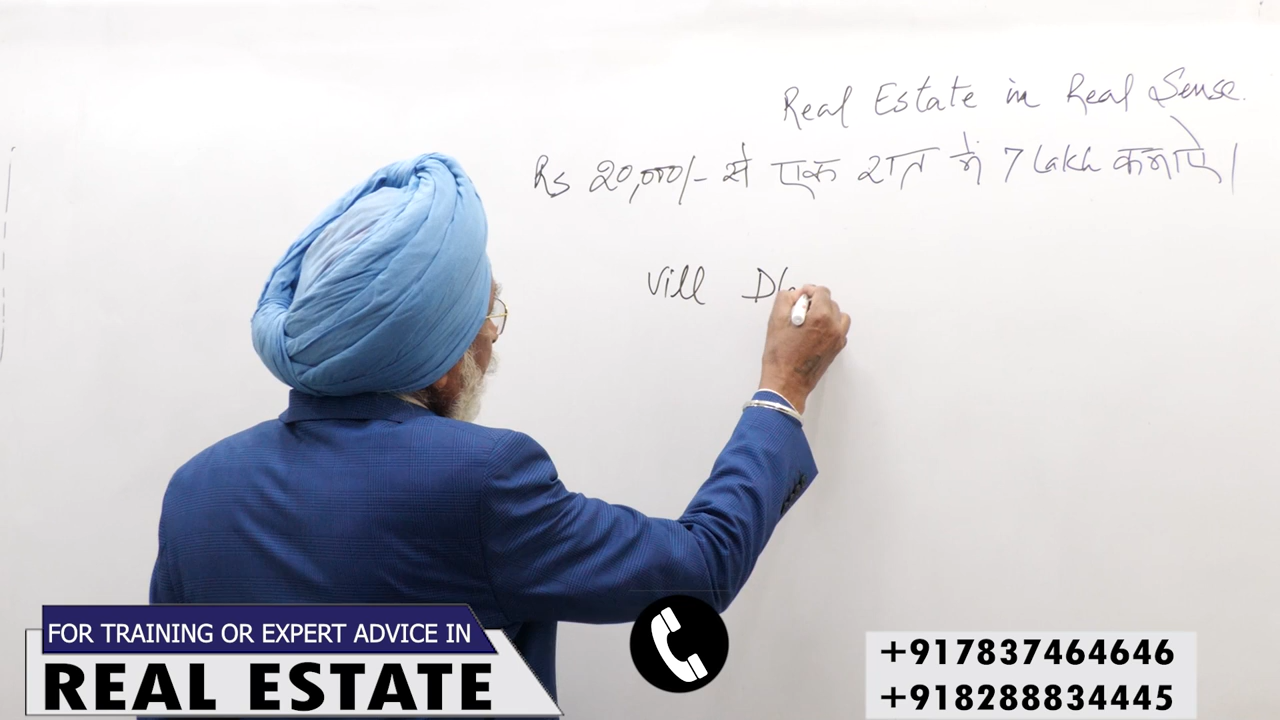 Real Estate in Real Sense.
Rs 20,000/- से एक रात में 7 Lakh कमाऐ।
Vill
FOR TRAINING OR EXPERT ADVICE IN
REAL ESTATE
+917837464646
+918288834445